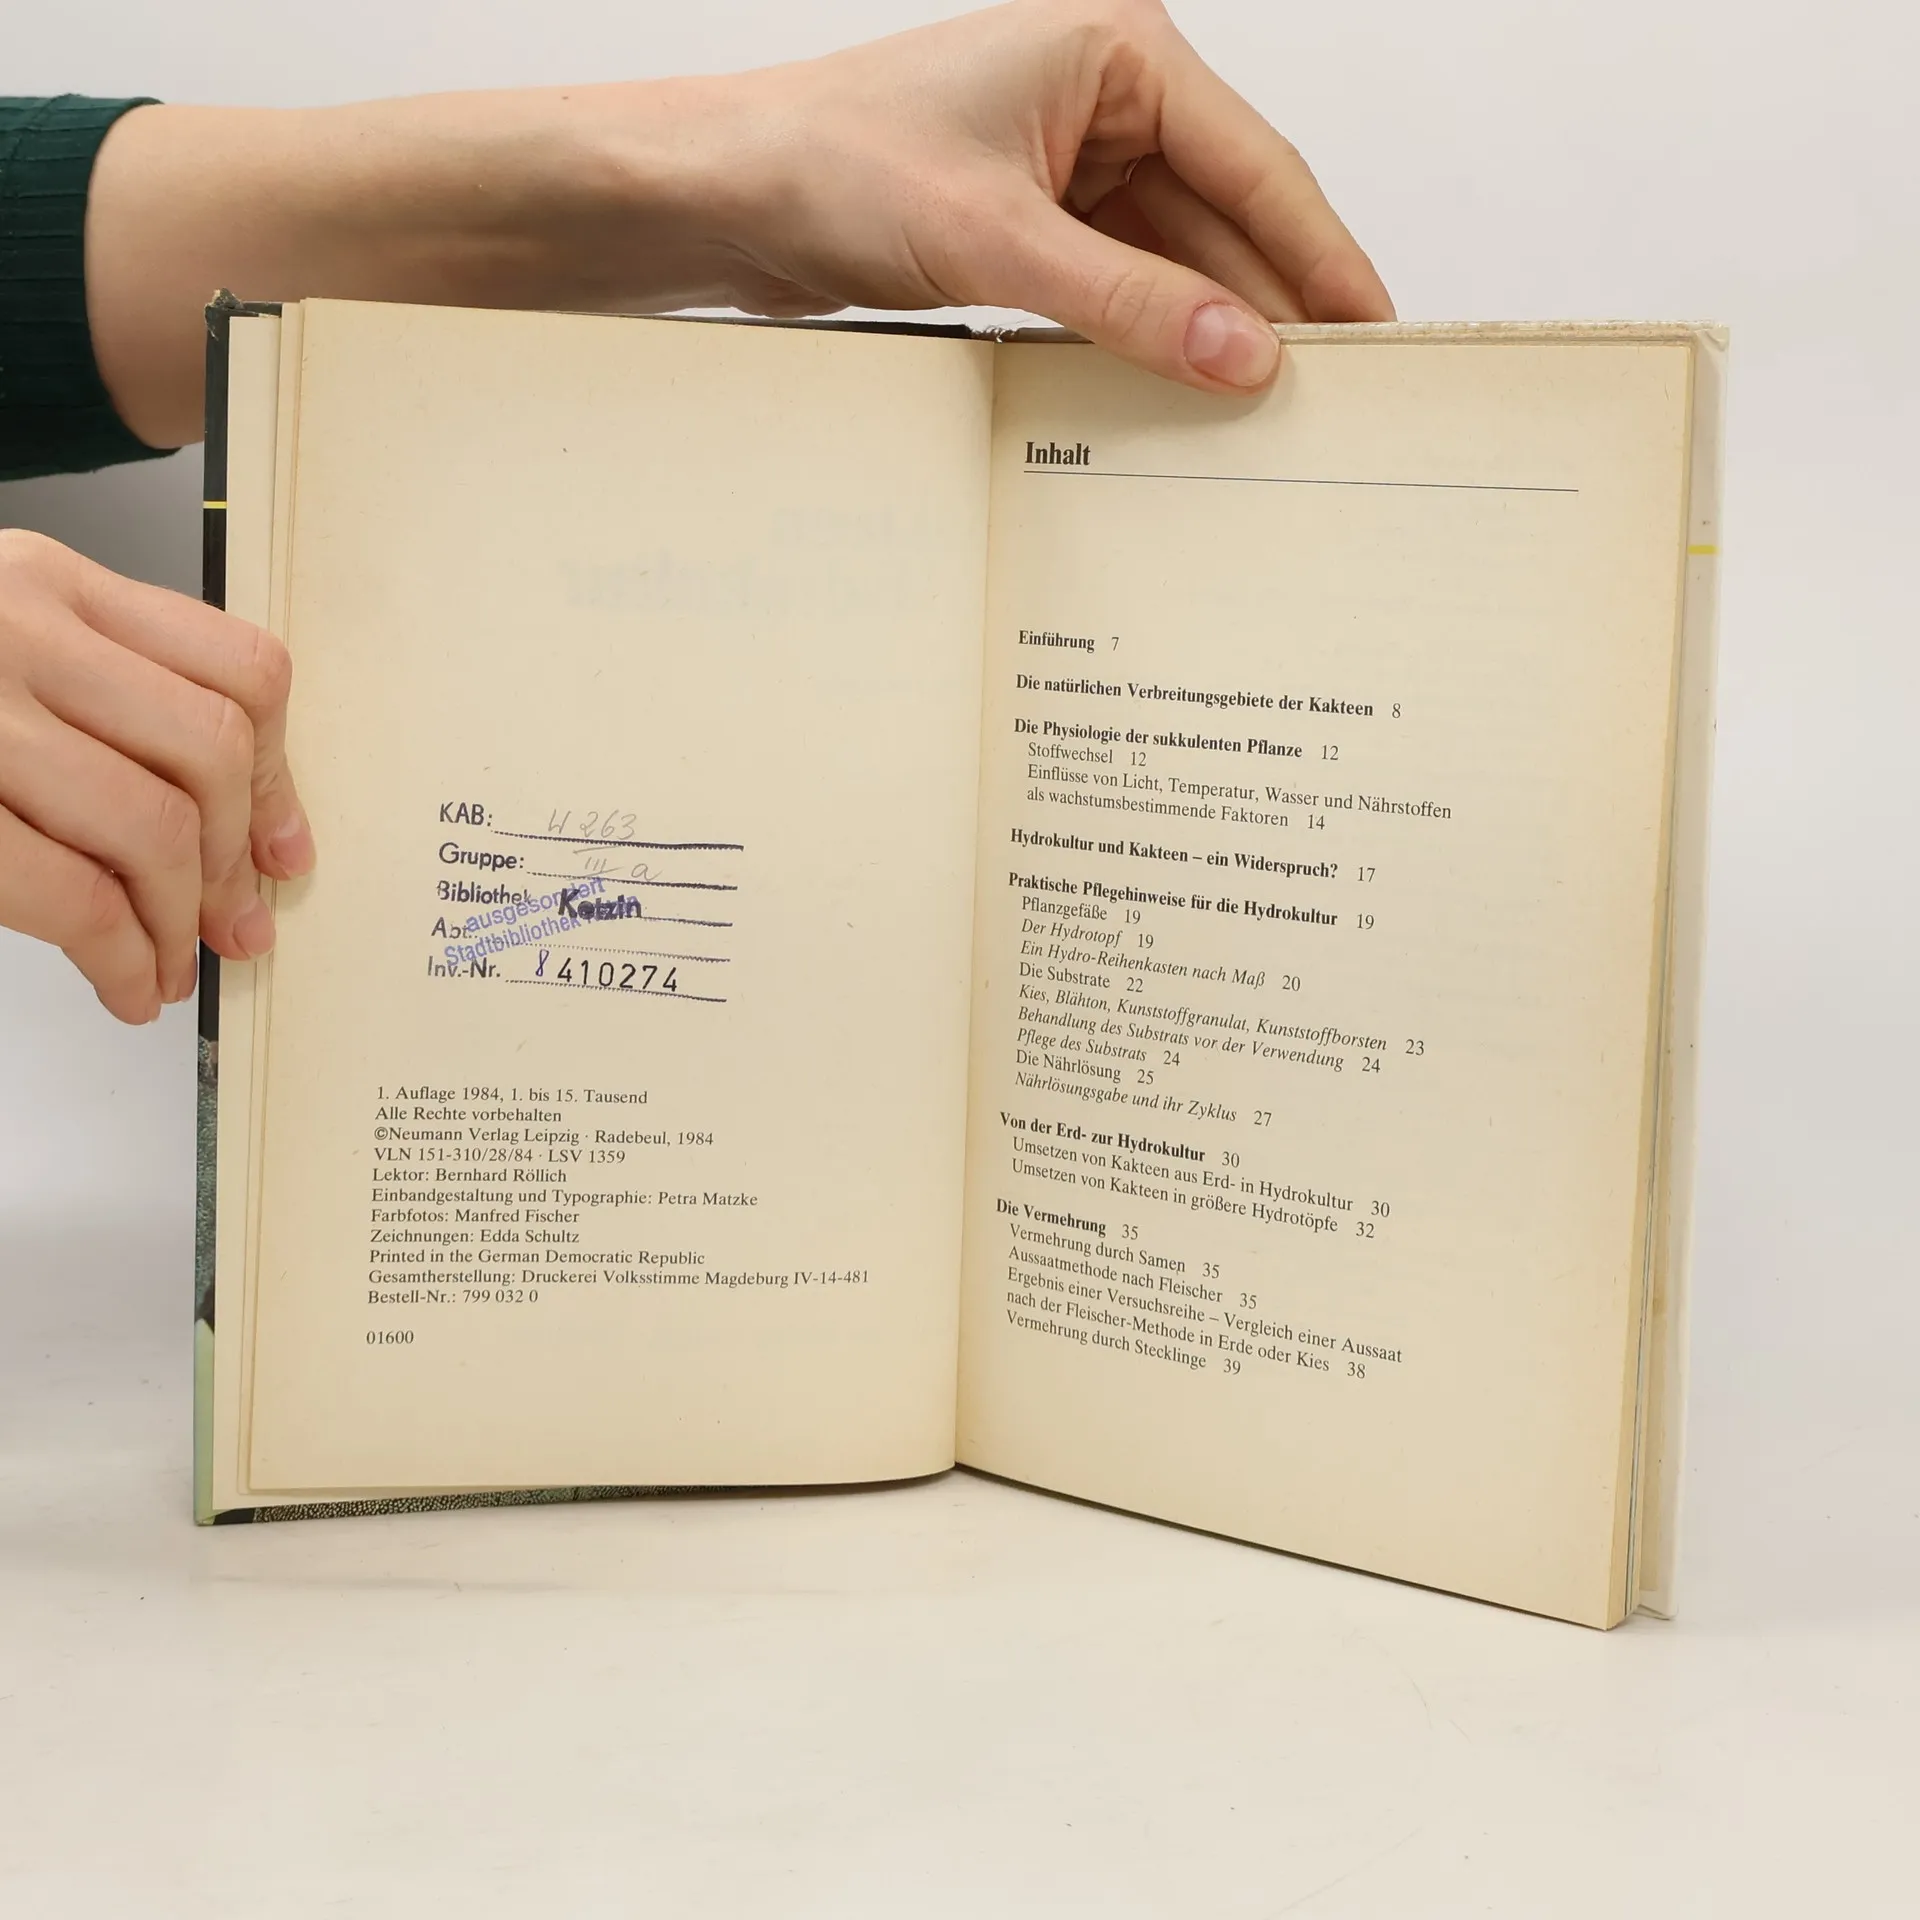 KAB: W 263
Gruppe: III a
Bibliothek Ketzin
ausgesondert
Abt.
Stadtbibliothek
Inv.-Nr. 8 410274
1. Auflage 1984, 1. bis 15. Tausend
Alle Rechte vorbehalten
©Neumann Verlag Leipzig · Radebeul, 1984
VLN 151-310/28/84 · LSV 1359
Lektor: Bernhard Röllich
Einbandgestaltung und Typographie: Petra Matzke
Farbfotos: Manfred Fischer
Zeichnungen: Edda Schultz
Printed in the German Democratic Republic
Gesamtherstellung: Druckerei Volksstimme Magdeburg IV-14-481
Bestell-Nr.: 799 032 0
01600
Inhalt
Einführung 7
Die natürlichen Verbreitungsgebiete der Kakteen 8
Die Physiologie der sukkulenten Pflanze 12
Stoffwechsel 12
Einflüsse von Licht, Temperatur, Wasser und Nährstoffen
als wachstumsbestimmende Faktoren 14
Hydrokultur und Kakteen – ein Widerspruch? 17
Praktische Pflegehinweise für die Hydrokultur 19
Pflanzgefäße 19
Der Hydrotopf 19
Ein Hydro-Reihenkasten nach Maß 20
Die Substrate 22
Kies, Blähton, Kunststoffgranulat, Kunststoffborsten 23
Behandlung des Substrats vor der Verwendung 24
Pflege des Substrats 24
Die Nährlösung 25
Nährlösungsgabe und ihr Zyklus 27
Von der Erd- zur Hydrokultur 30
Umsetzen von Kakteen aus Erd- in Hydrokultur 30
Umsetzen von Kakteen in größere Hydrotöpfe 32
Die Vermehrung 35
Vermehrung durch Samen 35
Aussaatmethode nach Fleischer 35
Ergebnis einer Versuchsreihe – Vergleich einer Aussaat
nach der Fleischer-Methode in Erde oder Kies 38
Vermehrung durch Stecklinge 39